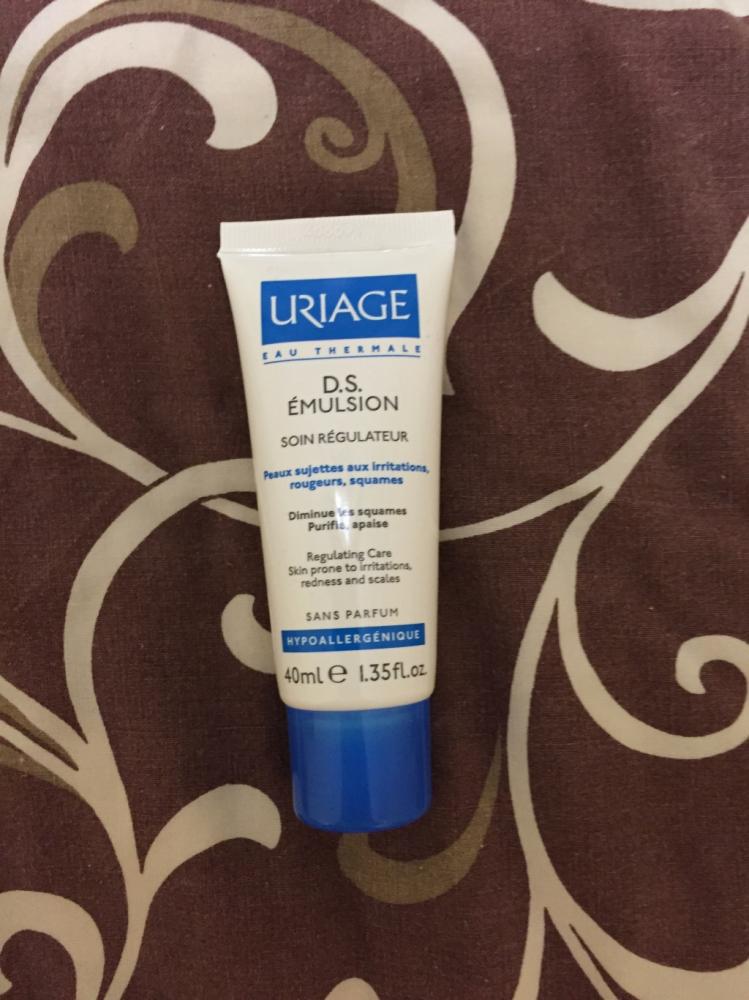 URIAGE
EAU THERMALE
D.S.
ÉMULSION
SOIN RÉGULATEUR
Peaux sujettes aux irritations,
rougeurs, squames
Diminue les squames
Purifie, apaise
Regulating Care
Skin prone to irritations,
redness and scales
SANS PARFUM
HYPOALLERGÉNIQUE
40ml e 1.35fl.oz.